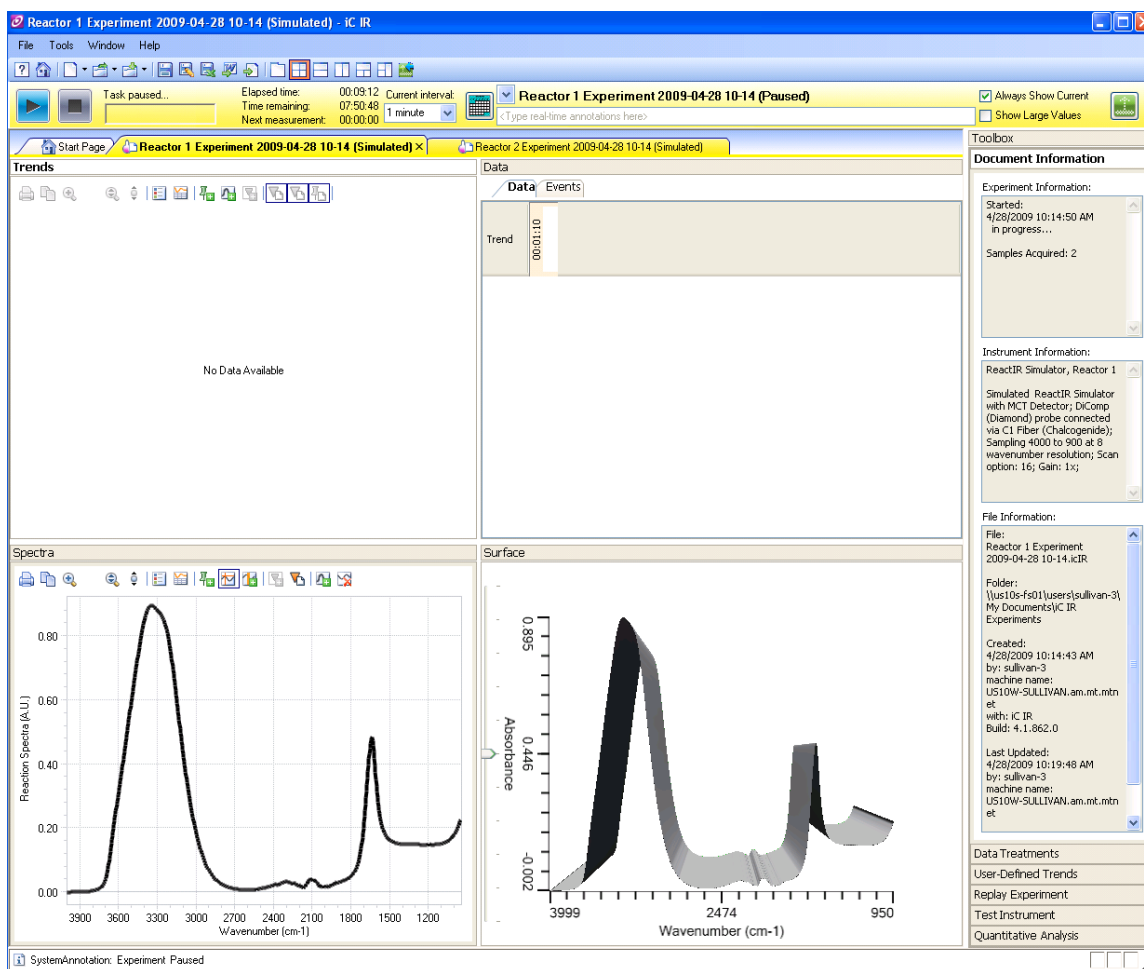 Reactor 1 Experiment 2009-04-28 10-14 (Simulated) - iC IR
File Tools Window Help
Task paused...
Elapsed time: 00:09:12
Time remaining: 07:50:48
Next measurement: 00:00:00
Current interval:
1 minute
Reactor 1 Experiment 2009-04-28 10-14 (Paused)
<Type real-time annotations here>
Always Show Current
Show Large Values
Start Page
Reactor 1 Experiment 2009-04-28 10-14 (Simulated)
Reactor 2 Experiment 2009-04-28 10-14 (Simulated)
Trends
No Data Available
Data
Data Events
Trend
00:01:10
Spectra
Reaction Spectra (A.U.)
0.80
0.60
0.40
0.20
0.00
3900 3600 3300 3000 2700 2400 2100 1800 1500 1200
Wavenumber (cm-1)
Surface
Absorbance
0.895
0.446
-0.002
3999 2474 950
Wavenumber (cm-1)
Toolbox
Document Information
Experiment Information:
Started:
4/28/2009 10:14:50 AM
in progress...
Samples Acquired: 2
Instrument Information:
ReactIR Simulator, Reactor 1
Simulated ReactIR Simulator
with MCT Detector; DiComp
(Diamond) probe connected
via C1 Fiber (Chalcogenide);
Sampling 4000 to 900 at 8
wavenumber resolution; Scan
option: 16; Gain: 1x;
File Information:
File:
Reactor 1 Experiment
2009-04-28 10-14.icIR
Folder:
\\us10s-fs01\users\sullivan-3\
My Documents\iC IR
Experiments
Created:
4/28/2009 10:14:43 AM
by: sullivan-3
machine name:
US10W-SULLIVAN.am.mt.mtn
et
with: iC IR
Build: 4.1.862.0
Last Updated:
4/28/2009 10:19:48 AM
by: sullivan-3
machine name:
US10W-SULLIVAN.am.mt.mtn
et
Data Treatments
User-Defined Trends
Replay Experiment
Test Instrument
Quantitative Analysis
SystemAnnotation: Experiment Paused